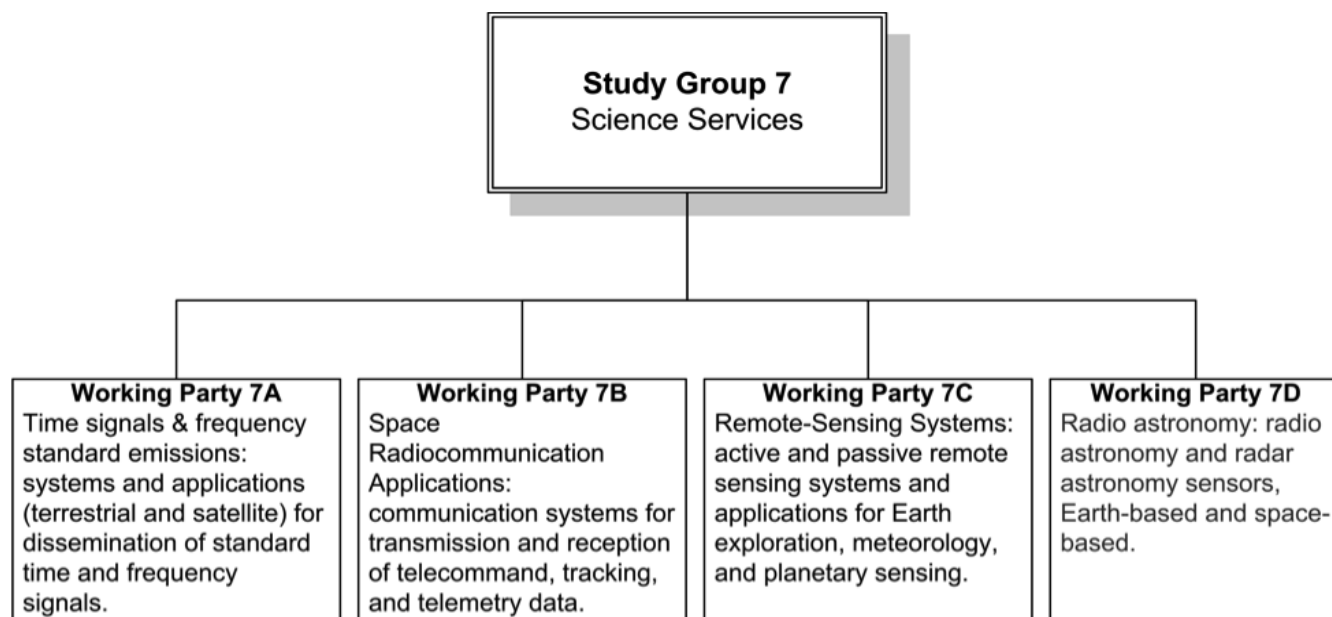 Study Group 7
Science Services
Working Party 7A
Time signals & frequency
standard emissions:
systems and applications
(terrestrial and satellite) for
dissemination of standard
time and frequency
signals.
Working Party 7B
Space
Radiocommunication
Applications:
communication systems for
transmission and reception
of telecommand, tracking,
and telemetry data.
Working Party 7C
Remote-Sensing Systems:
active and passive remote
sensing systems and
applications for Earth
exploration, meteorology,
and planetary sensing.
Working Party 7D
Radio astronomy: radio
astronomy and radar
astronomy sensors,
Earth-based and space-
based.